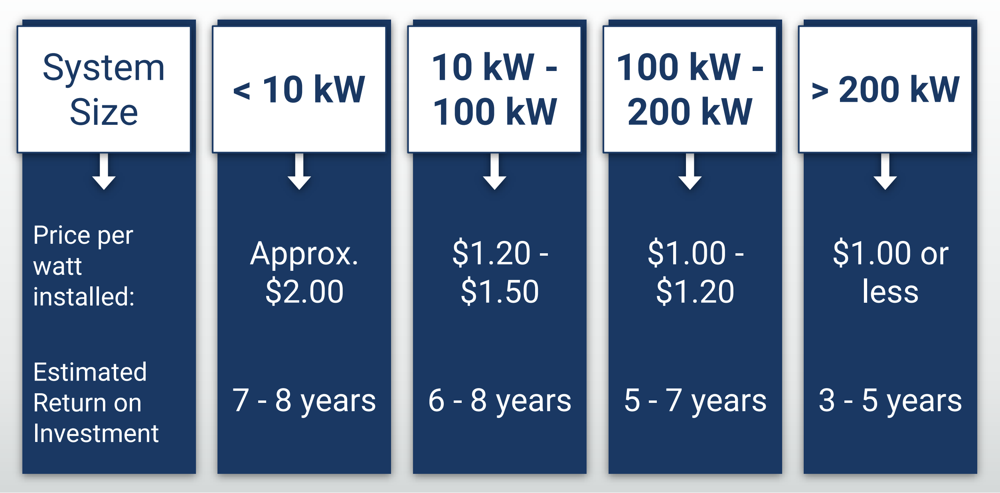 System
Size
Price per
watt
installed:
Estimated
Return on
Investment
< 10 kW
Approx.
$2.00
7 - 8 years
10 kW -
100 kW
$1.20 -
$1.50
6 - 8 years
100 kW -
200 kW
$1.00 -
$1.20
5 - 7 years
> 200 kW
$1.00 or
less
3 - 5 years